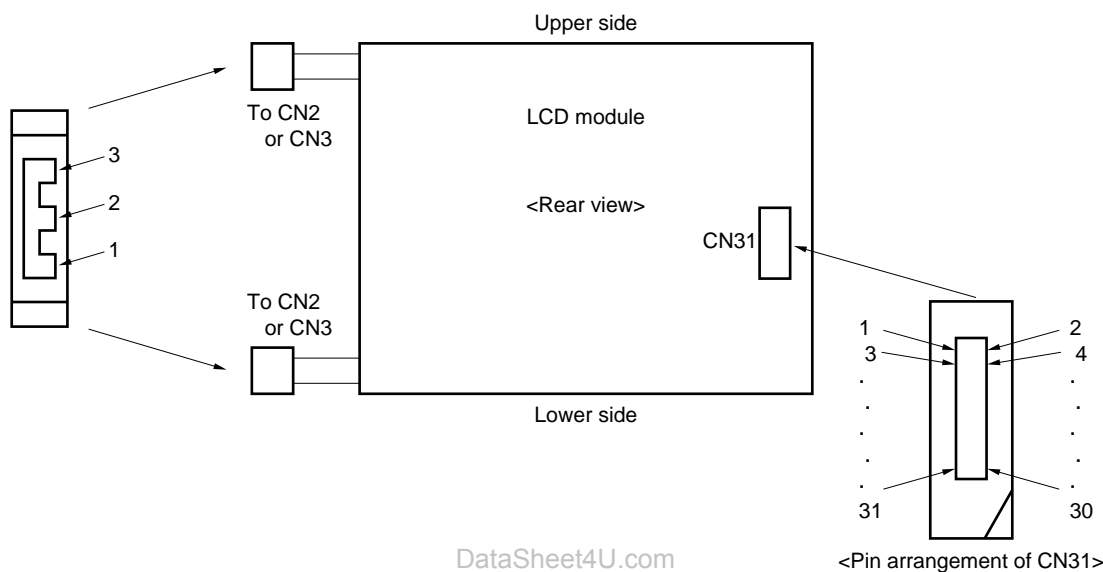 Upper side
To CN2
or CN3
LCD module
3
2
1
<Rear view>
CN31
To CN2
or CN3
1 2
3 4
. .
. .
. .
. .
. .
31 30
Lower side
DataSheet4U.com
<Pin arrangement of CN31>